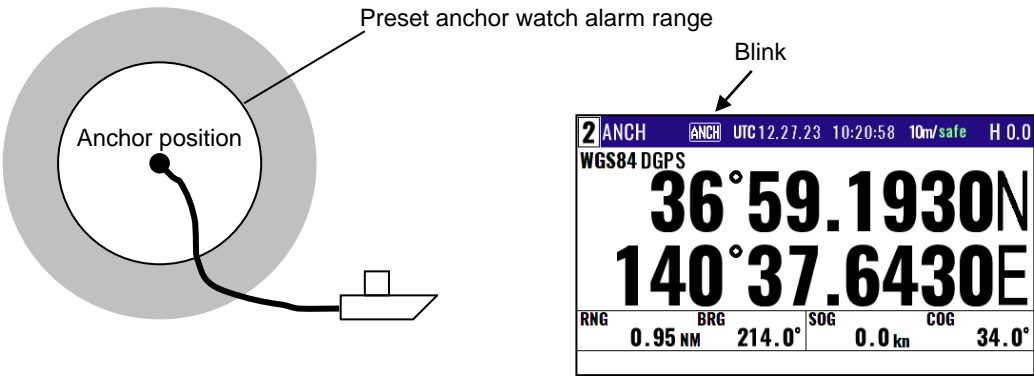 Preset anchor watch alarm range
Anchor position
Blink
2 ANCH ANCH UTC 12.27.23 10:20:58 10m/safe H 0.0
WGS84 DGPS
36°59.1930N
140°37.6430E
RNG BRG SOG COG
0.95 NM 214.0° 0.0 kn 34.0°